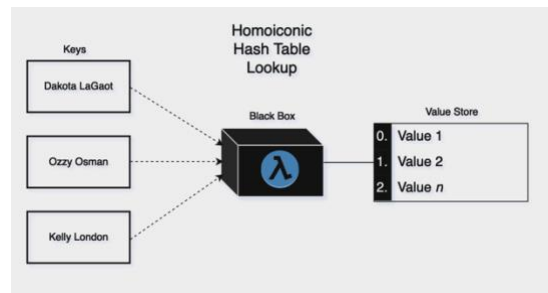 Homoiconic
Hash Table
Lookup
Keys
Dakota LaGaot
Ozzy Osman
Kelly London
Black Box
λ
Value Store
0. Value 1
1. Value 2
2. Value n